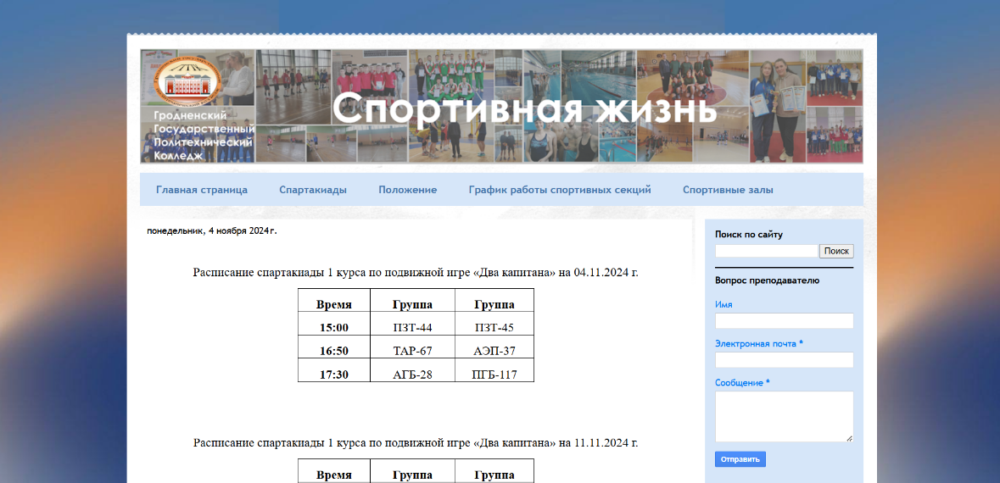 Гродненский
Государственный
Политехнический
Колледж
Спортивная жизнь
Главная страница Спартакиады Положение График работы спортивных секций Спортивные залы
понедельник, 4 ноября 2024 г.
Расписание спартакиады 1 курса по подвижной игре «Два капитана» на 04.11.2024 г.
Время Группа Группа
15:00 ПЗТ-44 ПЗТ-45
16:50 ТАР-67 АЭП-37
17:30 АГБ-28 ПГБ-117
Расписание спартакиады 1 курса по подвижной игре «Два капитана» на 11.11.2024 г.
Время Группа Группа
Поиск по сайту
Поиск
Вопрос преподавателю
Имя
Электронная почта *
Сообщение *
Отправить